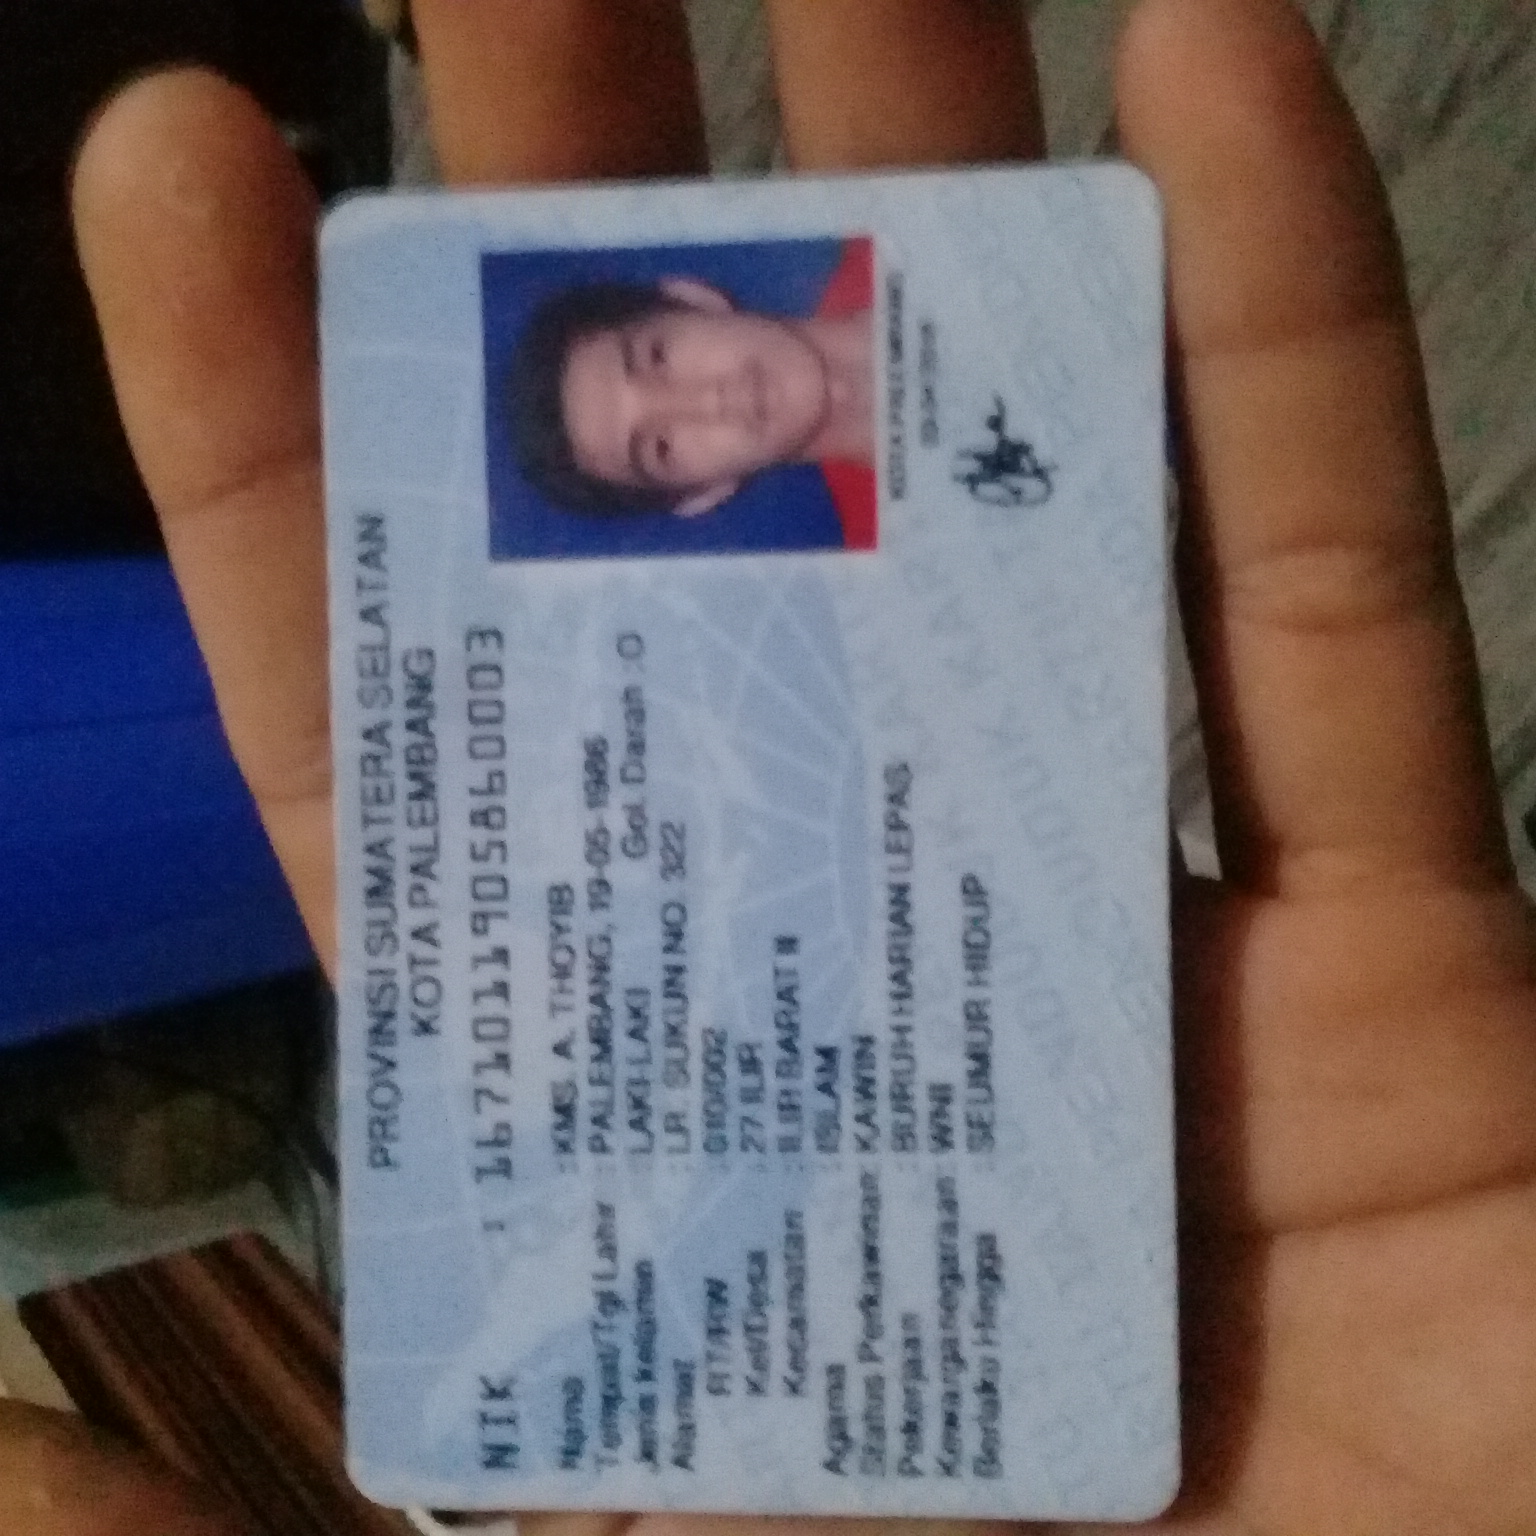 PROVINSI SUMATERA SELATAN
KOTA PALEMBANG
NIK : 1671011905860003
Nama : KMS. A. THOYIB
Tempat/Tgl Lahir : PALEMBANG, 19-05-1986
Jenis kelamin : LAKI-LAKI Gol. Darah : O
Alamat : LR. SUKUN NO. 322
RT/RW : 010/002
Kel/Desa : 27 ILIR
Kecamatan : ILIR BARAT II
Agama : ISLAM
Status Perkawinan: KAWIN
Pekerjaan : BURUH HARIAN LEPAS
Kewarganegaraan: WNI
Berlaku Hingga : SEUMUR HIDUP
KOTA PALEMBANG